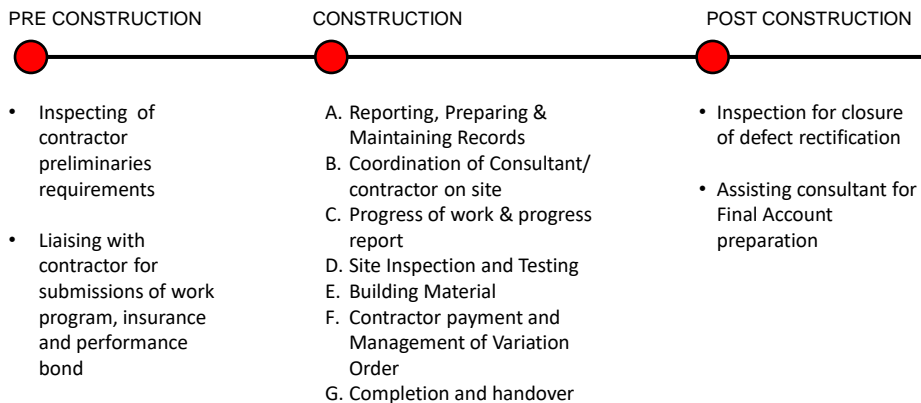 PRE CONSTRUCTION
CONSTRUCTION
POST CONSTRUCTION
• Inspecting of
contractor
preliminaries
requirements
• Liaising with
contractor for
submissions of work
program, insurance
and performance
bond
A. Reporting, Preparing &
Maintaining Records
B. Coordination of Consultant/
contractor on site
C. Progress of work & progress
report
D. Site Inspection and Testing
E. Building Material
F. Contractor payment and
Management of Variation
Order
G. Completion and handover
• Inspection for closure
of defect rectification
• Assisting consultant for
Final Account
preparation